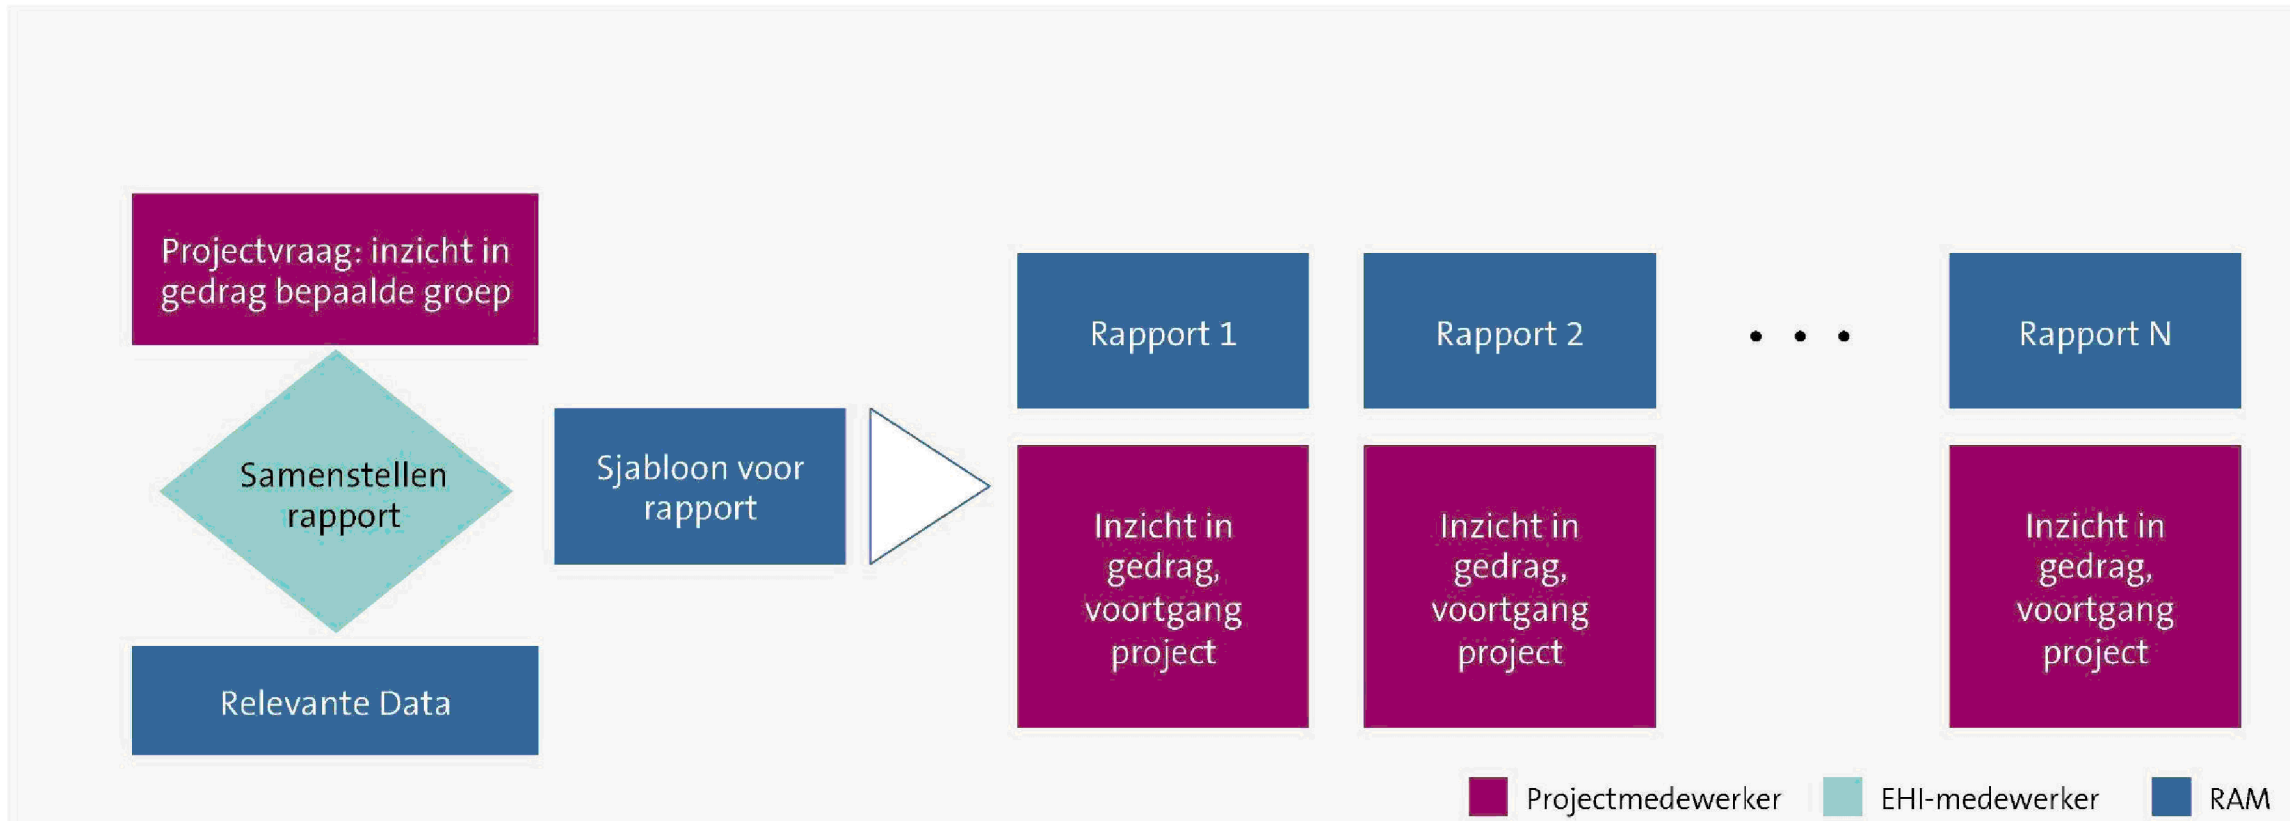 Projectvraag: inzicht in
gedrag bepaalde groep
Samenstellen
rapport
Relevante Data
Sjabloon voor
rapport
Rapport 1
Rapport 2
. . .
Rapport N
Inzicht in
gedrag,
voortgang
project
Inzicht in
gedrag,
voortgang
project
Inzicht in
gedrag,
voortgang
project
Projectmedewerker
EHI-medewerker
RAM